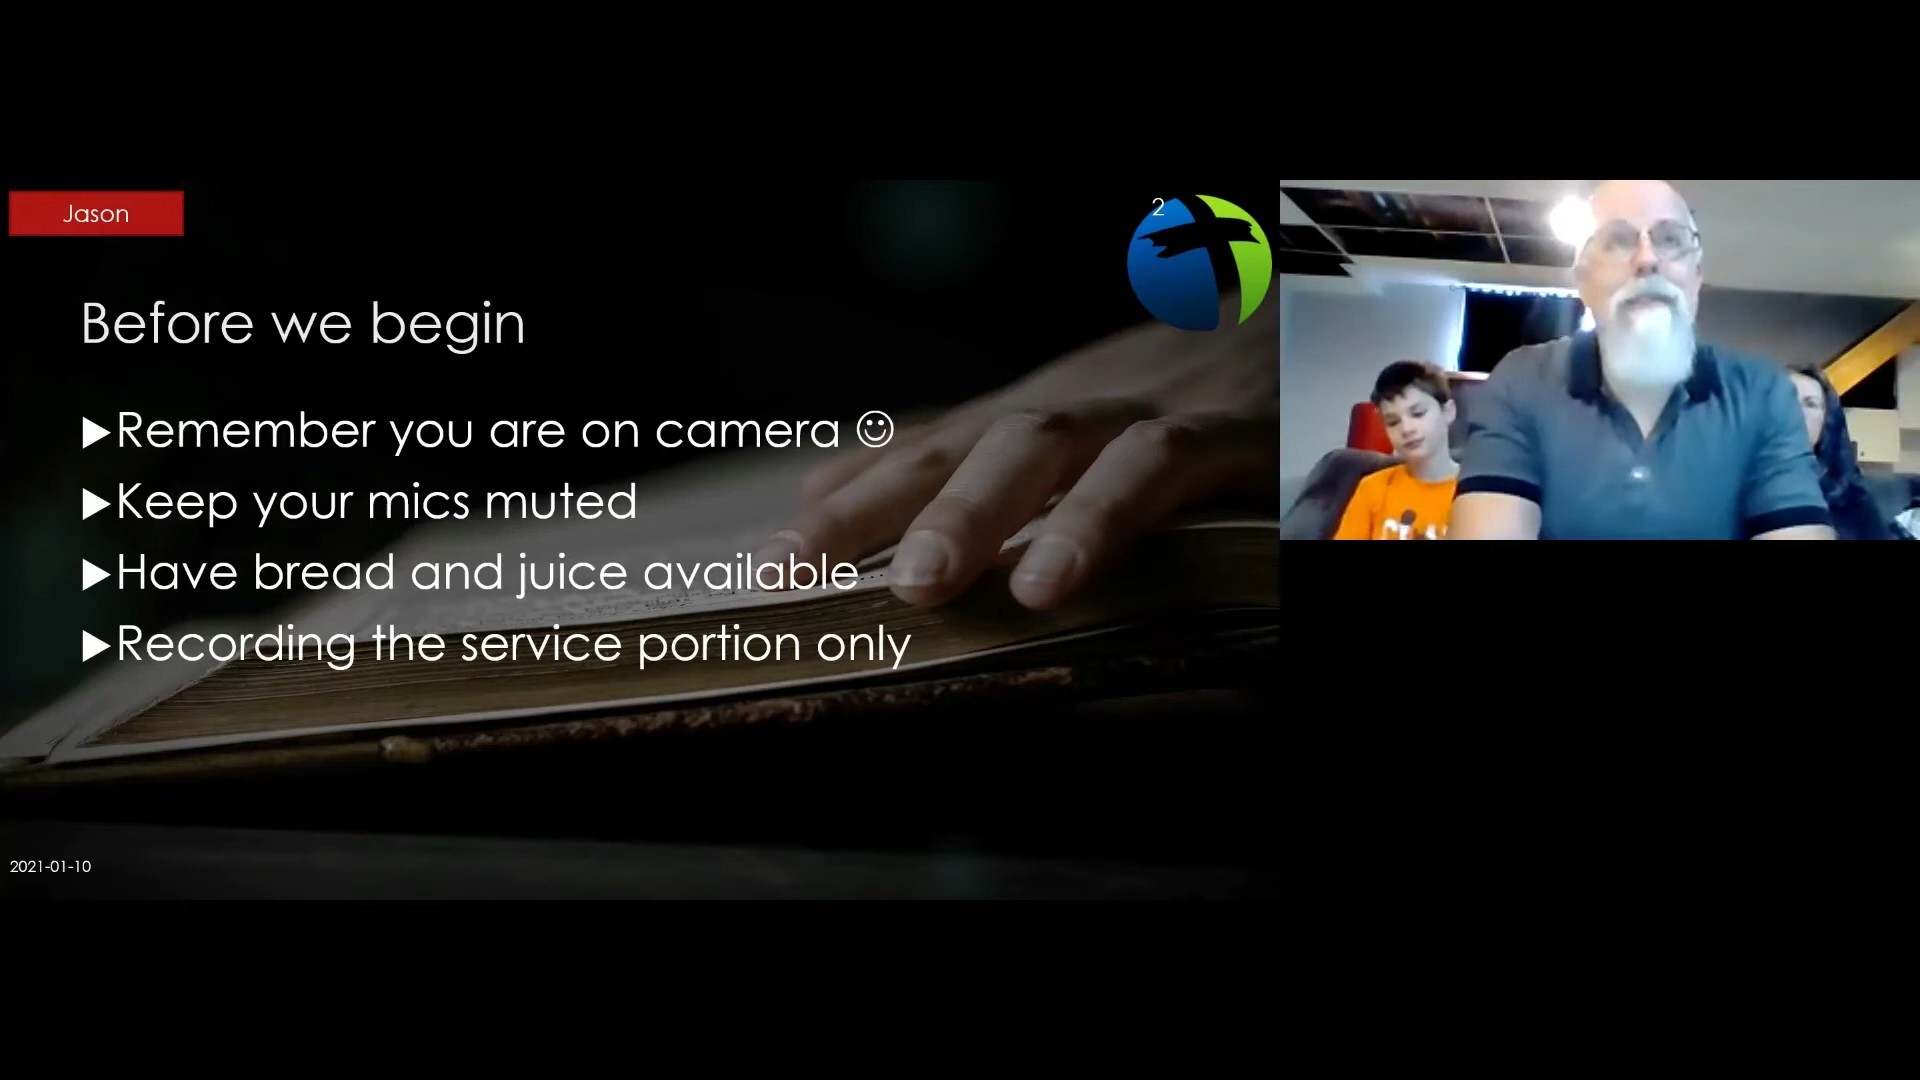 Jason
2
Before we begin
▶Remember you are on camera ☺
▶Keep your mics muted
▶Have bread and juice available
▶Recording the service portion only
2021-01-10